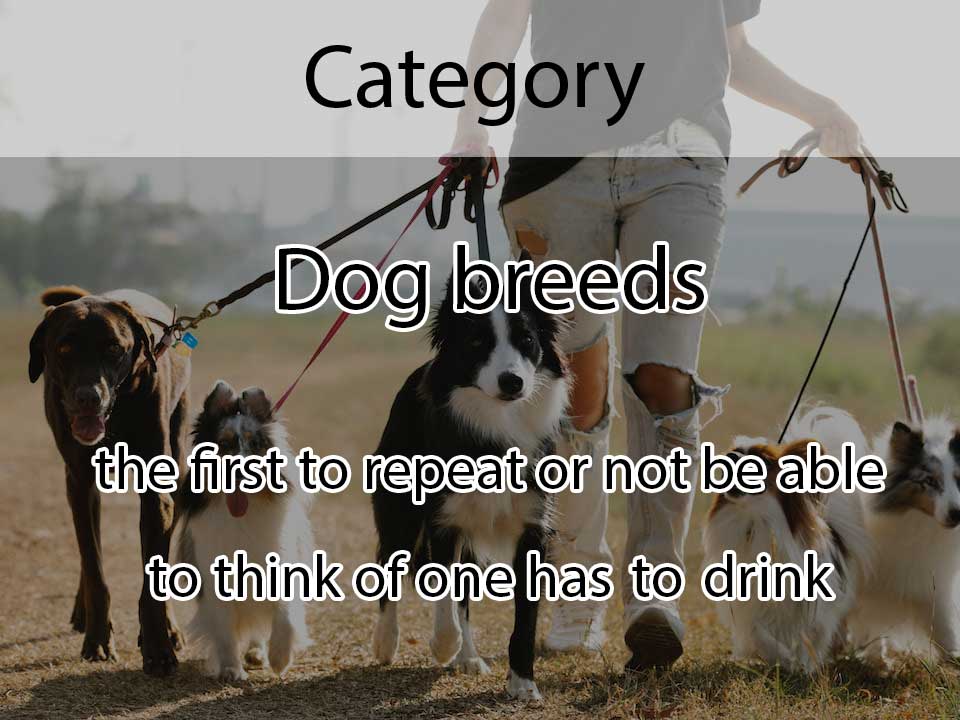 Category
Dog breeds
the first to repeat or not be able
to think of one has to drink